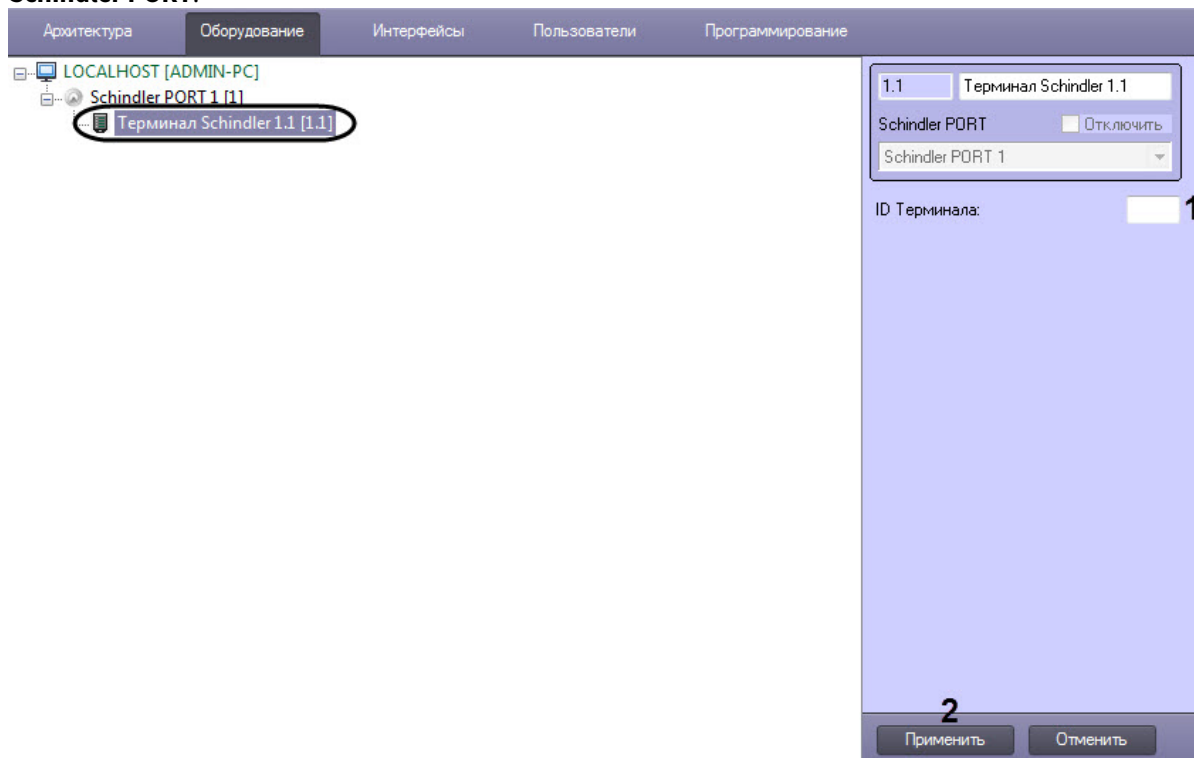 Schindler PORT.
Архитектура Оборудование Интерфейсы Пользователи Программирование
LOCALHOST [ADMIN-PC]
Schindler PORT 1 [1]
Терминал Schindler 1.1 [1.1]
1.1 Терминал Schindler 1.1
Schindler PORT Отключить
Schindler PORT 1
ID Терминала: 1
2
Применить Отменить